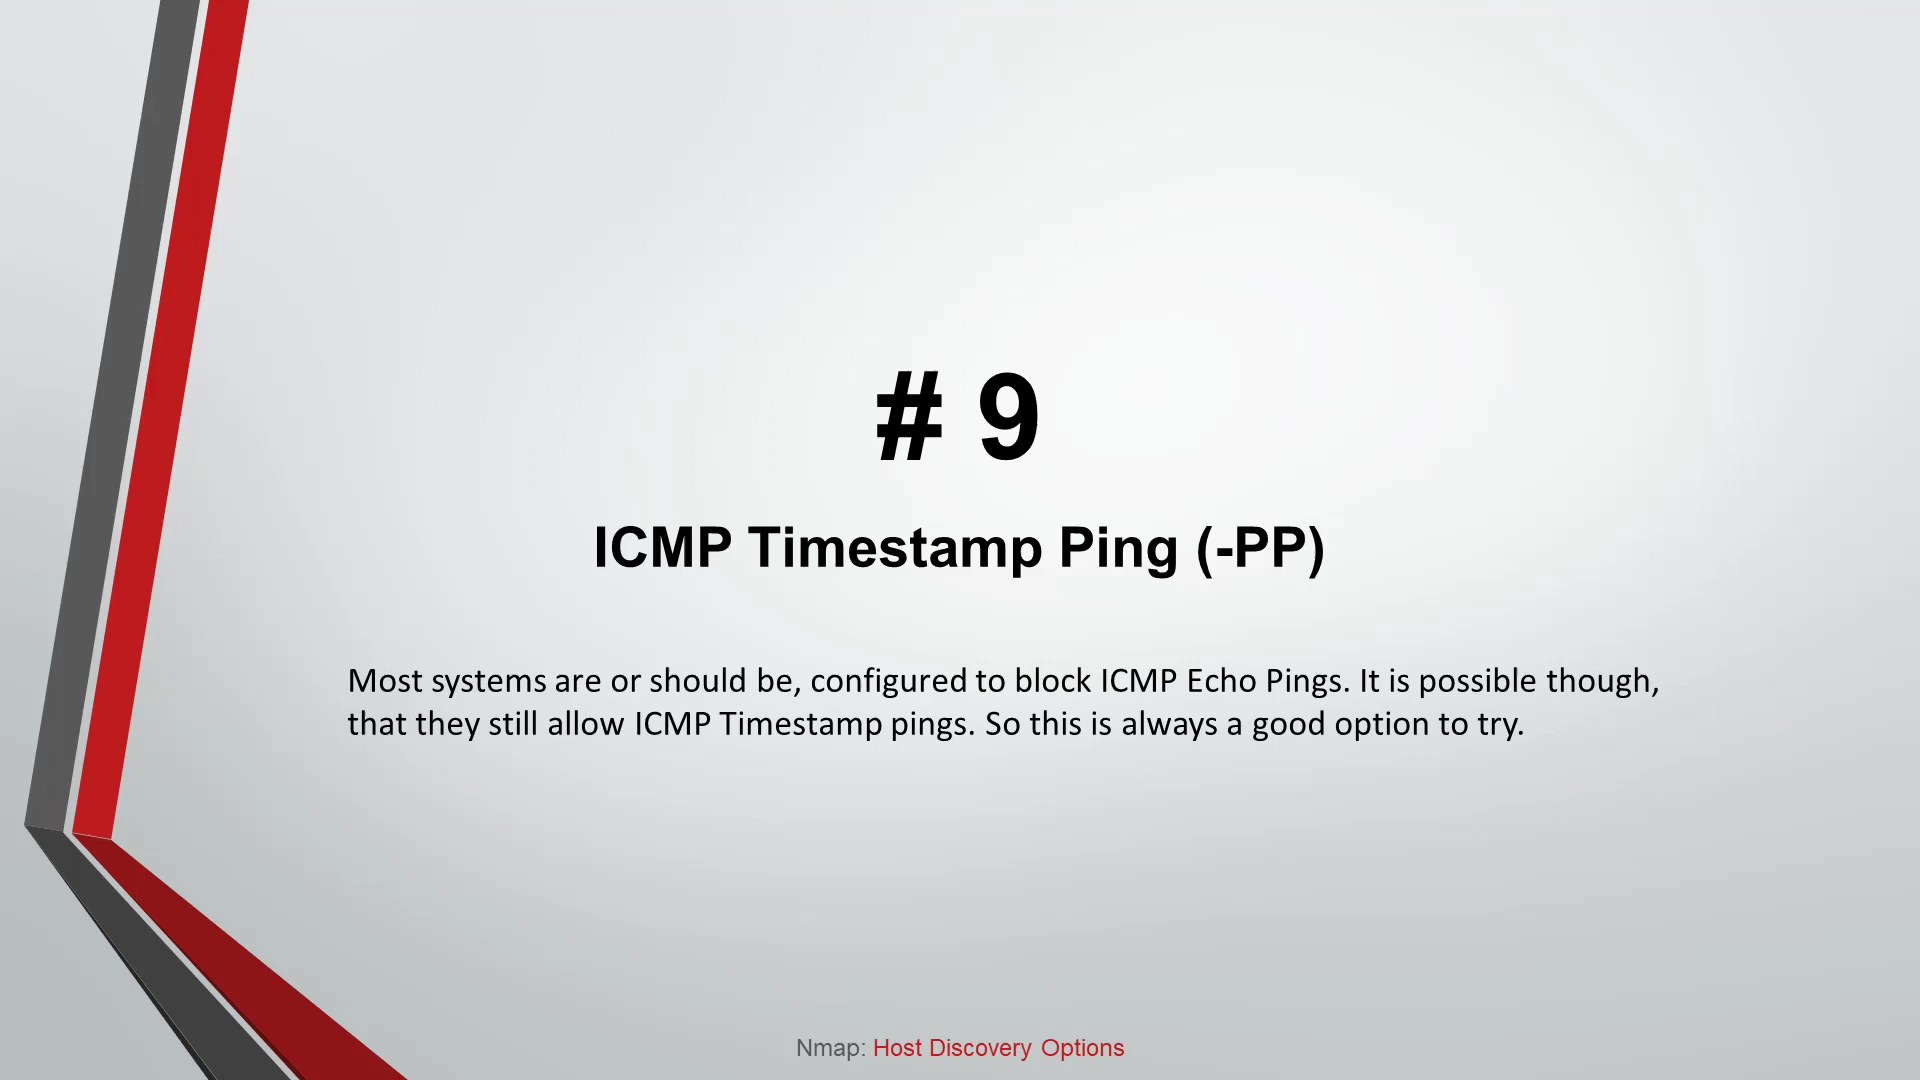 # 9
ICMP Timestamp Ping (-PP)
Most systems are or should be, configured to block ICMP Echo Pings. It is possible though,
that they still allow ICMP Timestamp pings. So this is always a good option to try.
Nmap: Host Discovery Options